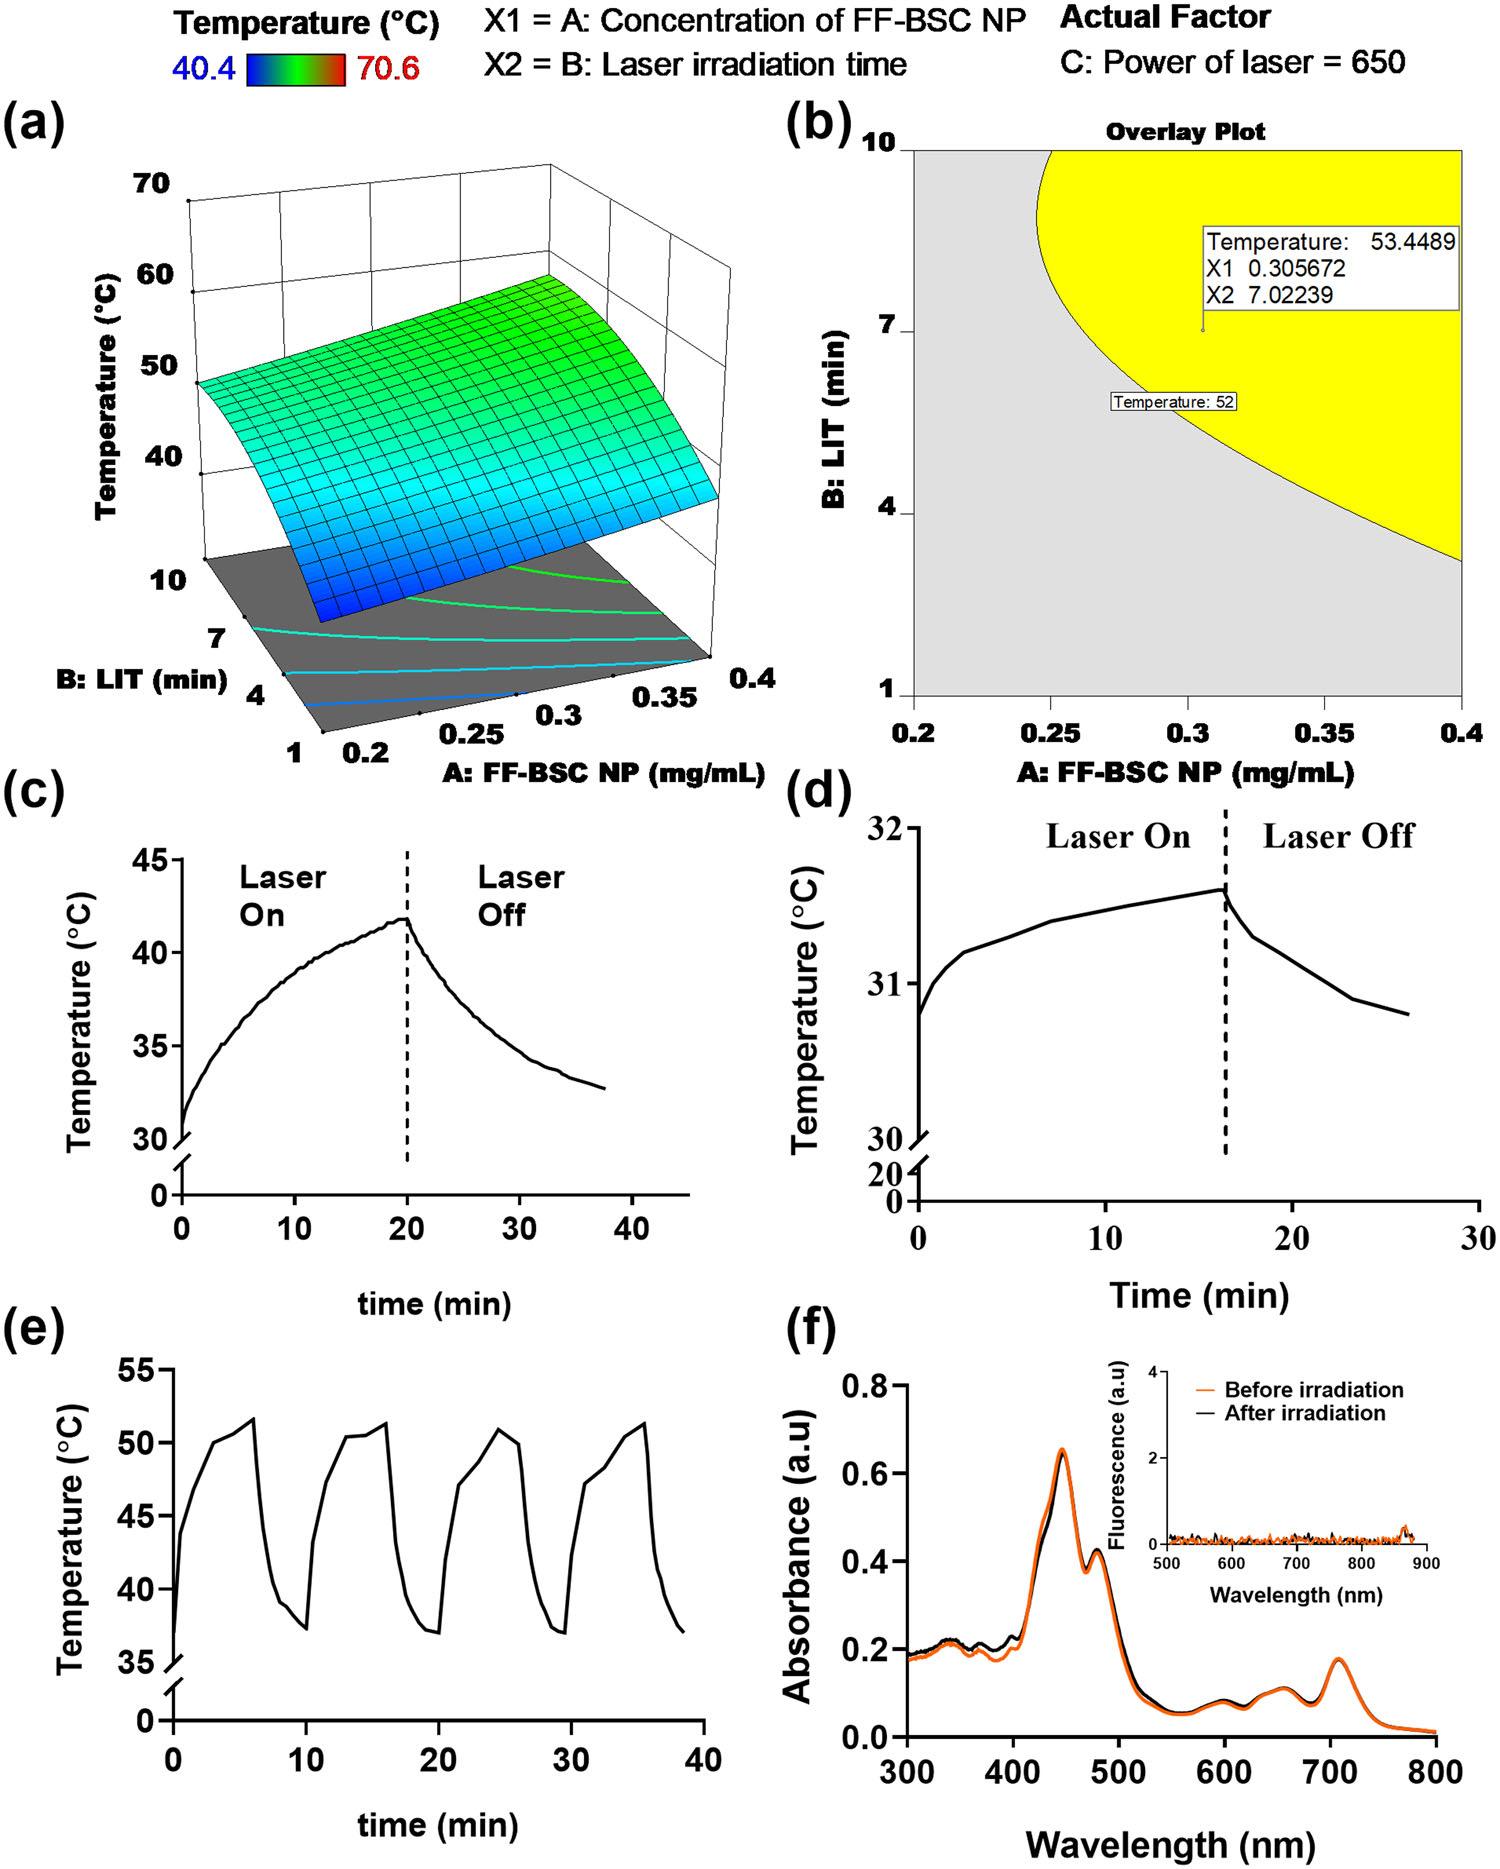 Temperature (°C)
40.4 70.6
X1 = A: Concentration of FF-BSC NP
X2 = B: Laser irradiation time
Actual Factor
C: Power of laser = 650
(a)
70
60
50
40
Temperature (°C)
10
7
4
1
B: LIT (min)
0.2
0.25
0.3
0.35
0.4
A: FF-BSC NP (mg/mL)
(b)
Overlay Plot
10
7
4
1
B: LIT (min)
Temperature: 53.4489
X1 0.305672
X2 7.02239
Temperature: 52
0.2 0.25 0.3 0.35 0.4
A: FF-BSC NP (mg/mL)
(c)
45
40
35
30
0
Temperature (°C)
Laser
On
Laser
Off
0 10 20 30 40
time (min)
(d)
32
31
30
20
0
Temperature (°C)
Laser On
Laser Off
0 10 20 30
Time (min)
(e)
55
50
45
40
35
0
Temperature (°C)
0 10 20 30 40
time (min)
(f)
0.8
0.6
0.4
0.2
0.0
Absorbance (a.u)
300 400 500 600 700 800
Wavelength (nm)
4
2
0
Fluorescence (a.u)
Before irradiation
After irradiation
500 600 700 800 900
Wavelength (nm)